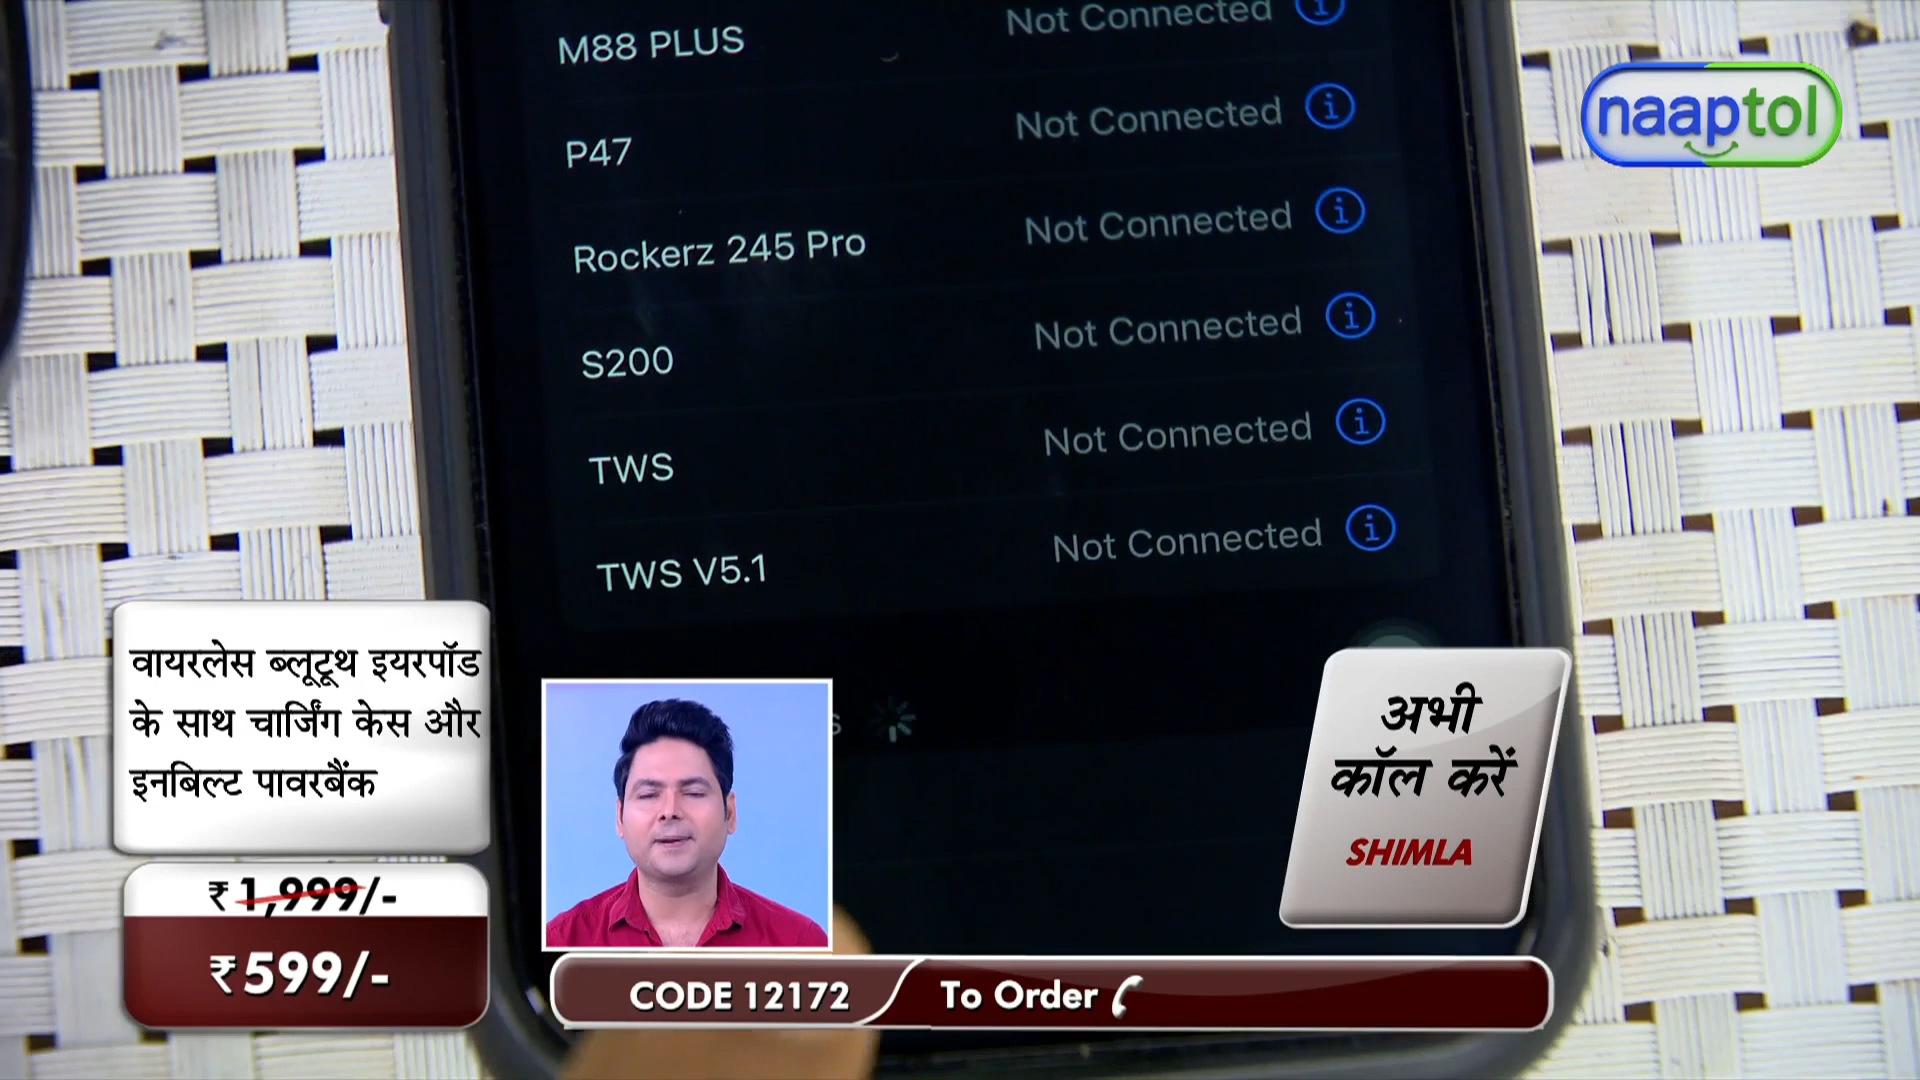 M88 PLUS Not Connected
P47 Not Connected
Rockerz 245 Pro Not Connected
S200 Not Connected
TWS Not Connected
TWS V5.1 Not Connected
naaptol
वायरलेस ब्लूटूथ इयरपॉड
के साथ चार्जिंग केस और
इनबिल्ट पावरबैंक
₹1,999/-
₹599/-
अभी
कॉल करें
SHIMLA
CODE 12172
To Order